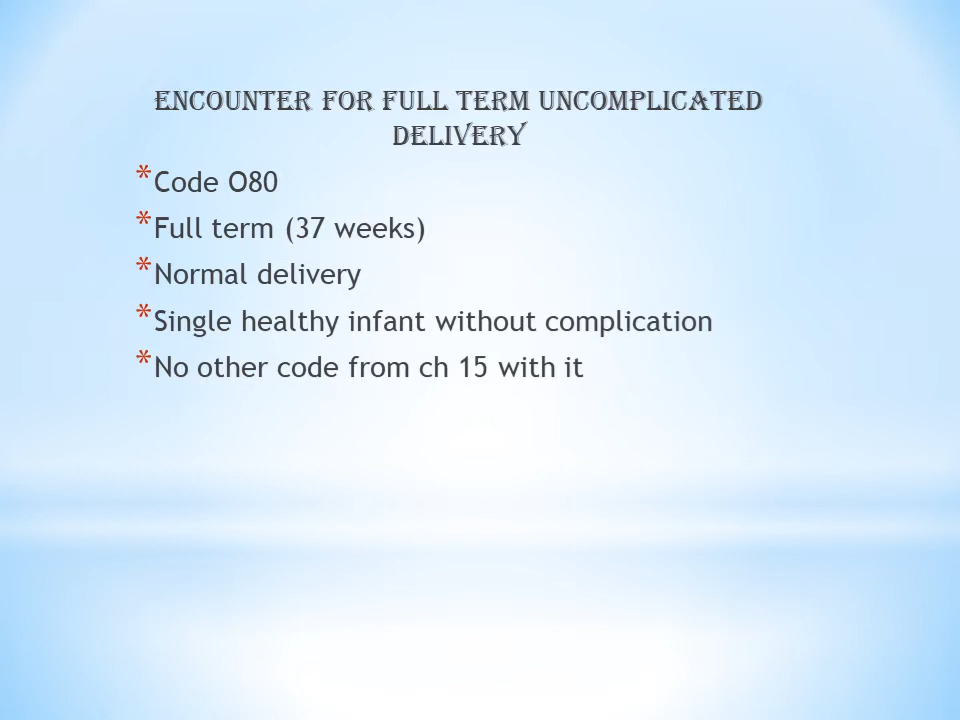 ENCOUNTER FOR FULL TERM UNCOMPLICATED
DELIVERY
* Code O80
* Full term (37 weeks)
* Normal delivery
* Single healthy infant without complication
* No other code from ch 15 with it